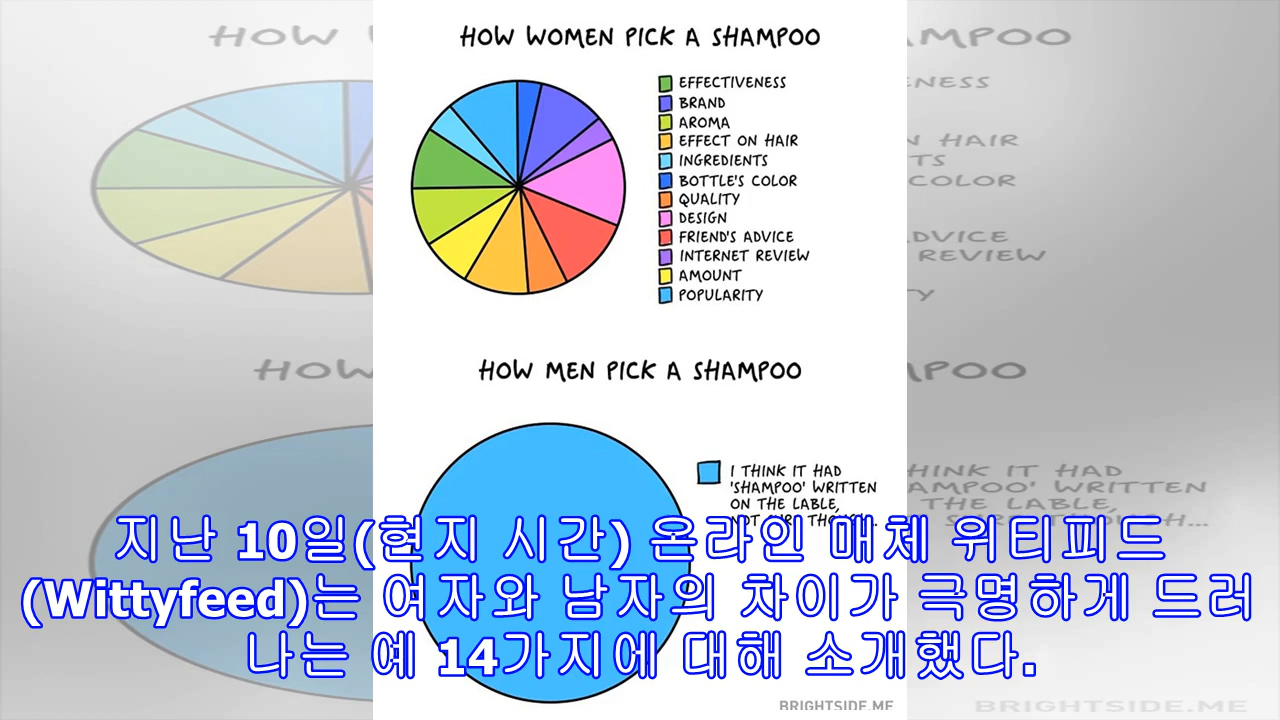 HOW WOMEN PICK A SHAMPOO
EFFECTIVENESS
BRAND
AROMA
EFFECT ON HAIR
INGREDIENTS
BOTTLE'S COLOR
QUALITY
DESIGN
FRIEND'S ADVICE
INTERNET REVIEW
AMOUNT
POPULARITY
HOW MEN PICK A SHAMPOO
I THINK IT HAD
'SHAMPOO' WRITTEN
ON THE LABLE,
NOT SURE THOUGH...
지난 10일(현지 시간) 온라인 매체 위티피드
(Wittyfeed)는 여자와 남자의 차이가 극명하게 드러
나는 예 14가지에 대해 소개했다.
BRIGHTSIDE.ME